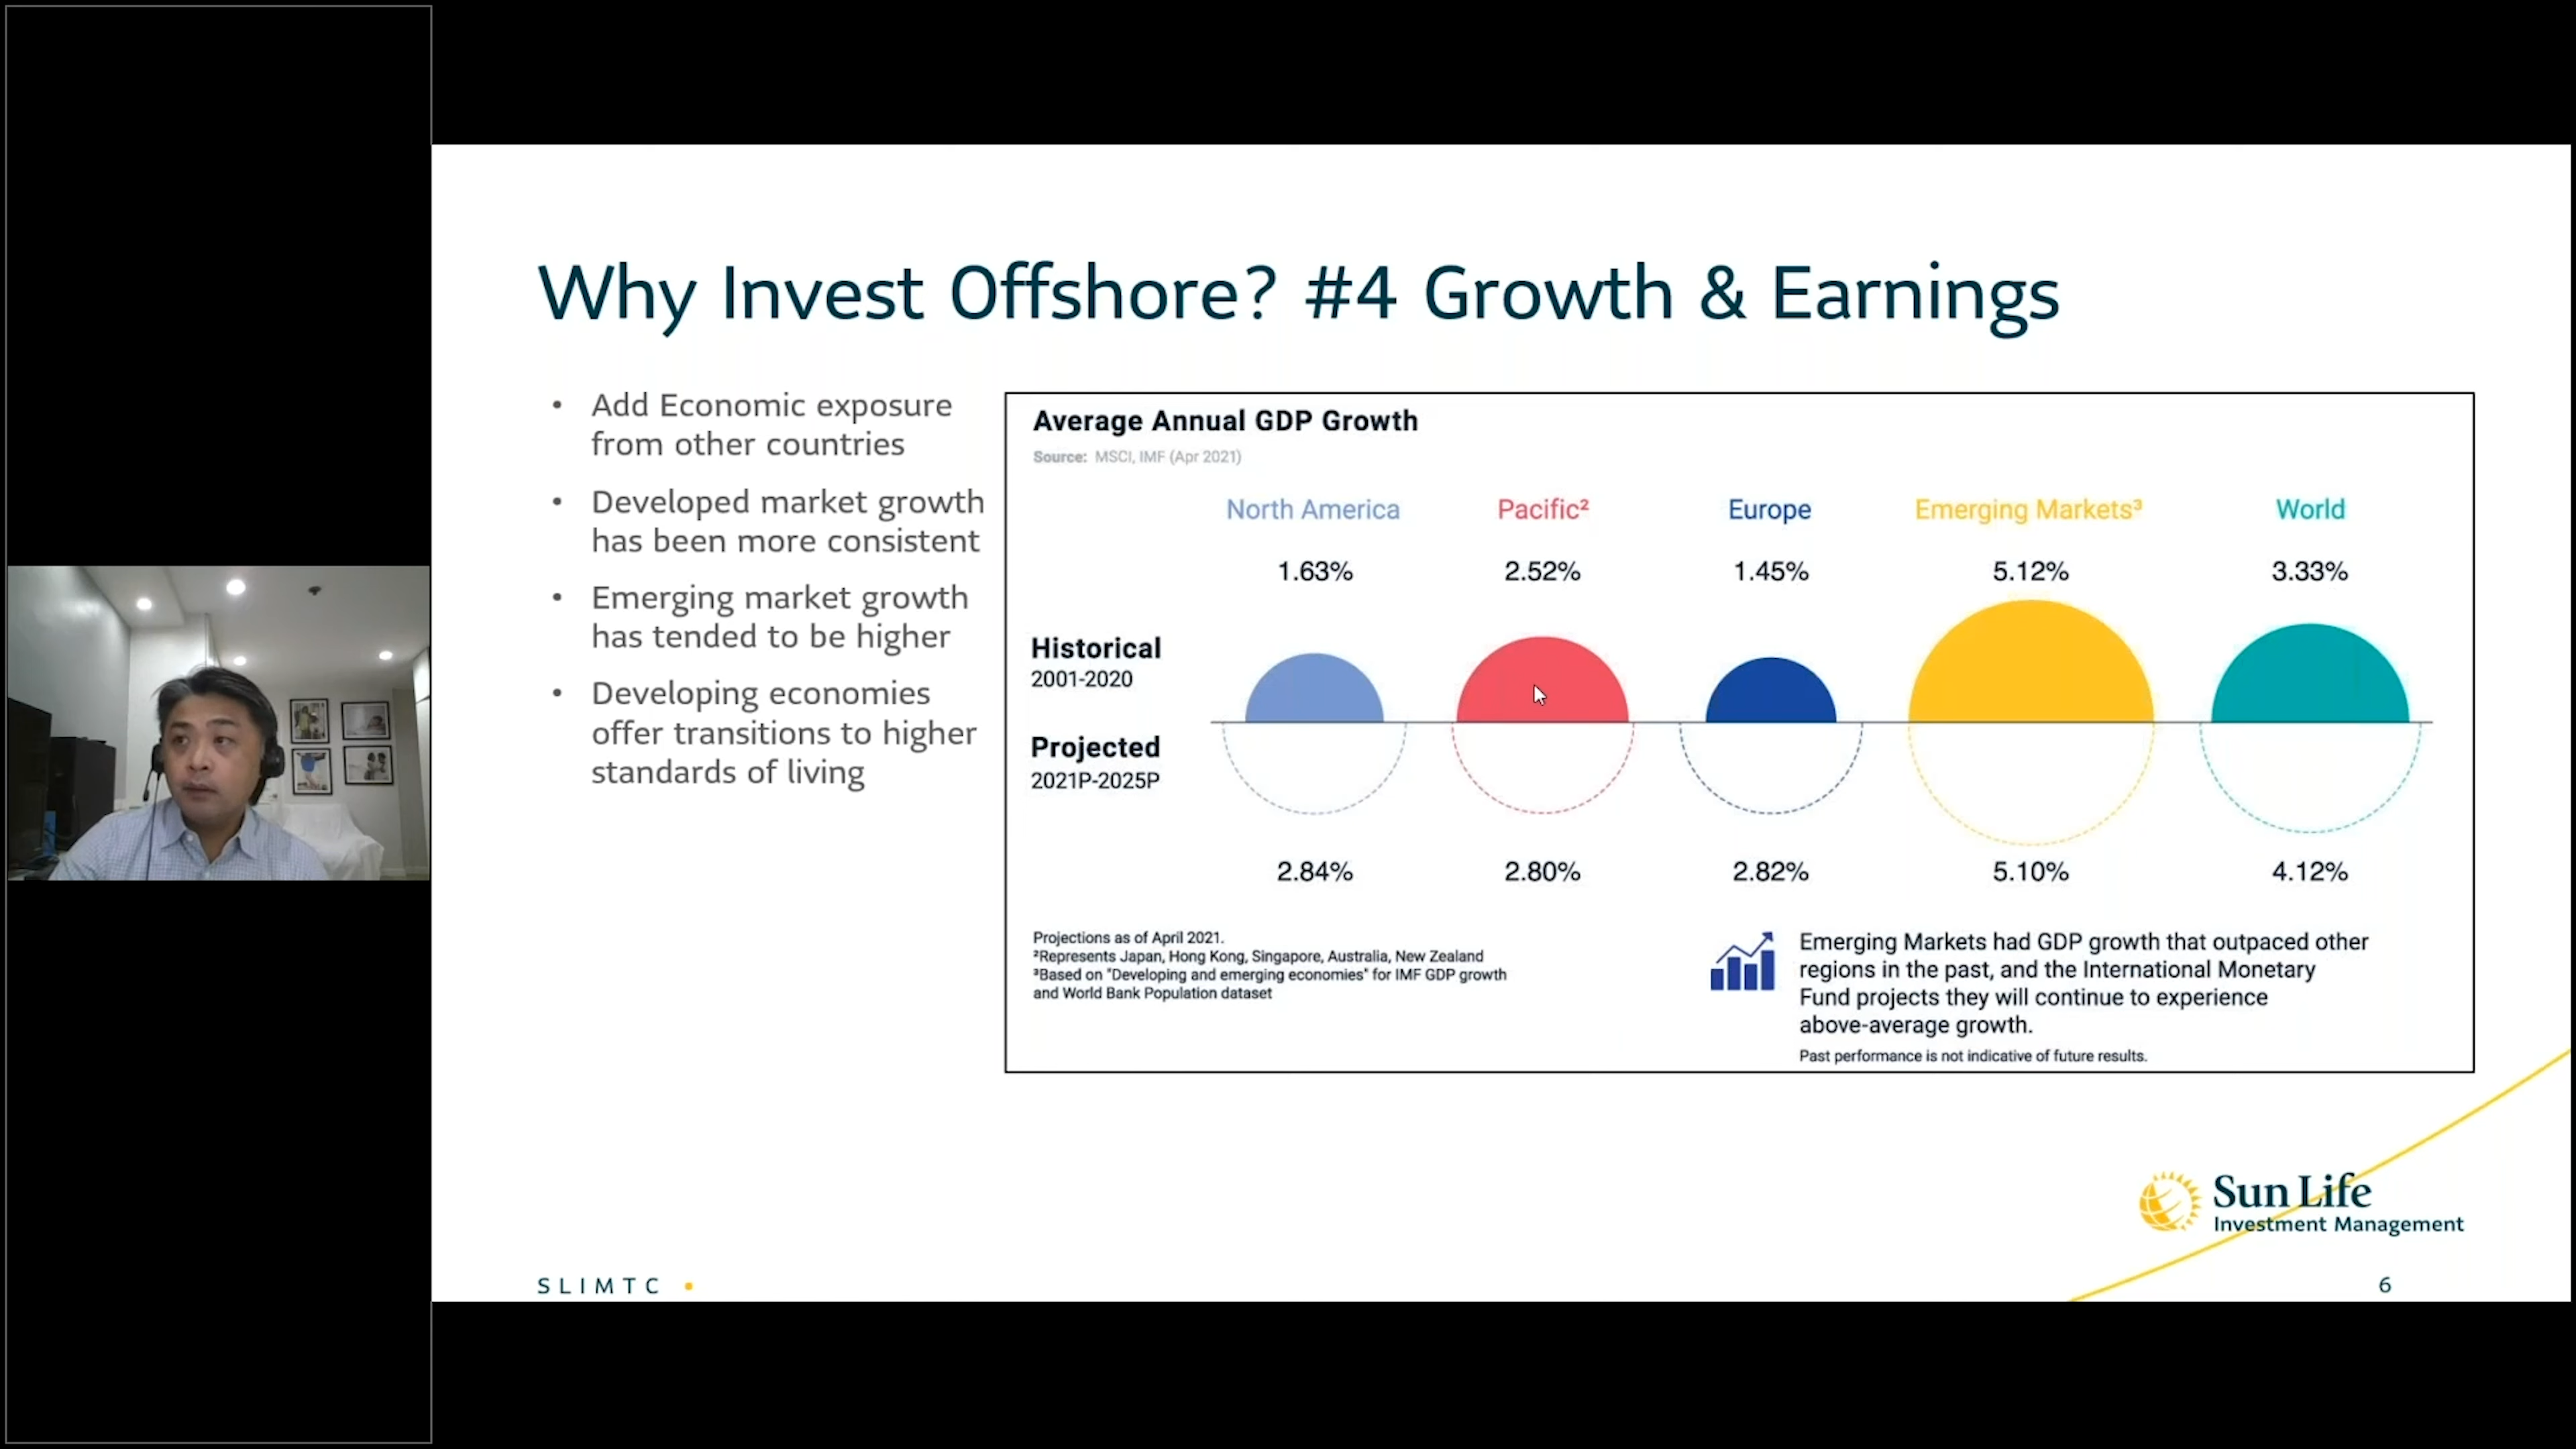 Why Invest Offshore? #4 Growth & Earnings
• Add Economic exposure
from other countries
• Developed market growth
has been more consistent
• Emerging market growth
has tended to be higher
• Developing economies
offer transitions to higher
standards of living
Average Annual GDP Growth
Source: MSCI, IMF (Apr 2021)
North America Pacific² Europe Emerging Markets³ World
1.63% 2.52% 1.45% 5.12% 3.33%
Historical
2001-2020
Projected
2021P-2025P
2.84% 2.80% 2.82% 5.10% 4.12%
Projections as of April 2021.
²Represents Japan, Hong Kong, Singapore, Australia, New Zealand
³Based on "Developing and emerging economies" for IMF GDP growth
and World Bank Population dataset
Emerging Markets had GDP growth that outpaced other
regions in the past, and the International Monetary
Fund projects they will continue to experience
above-average growth.
Past performance is not indicative of future results.
Sun Life
Investment Management
SLIMTC •
6